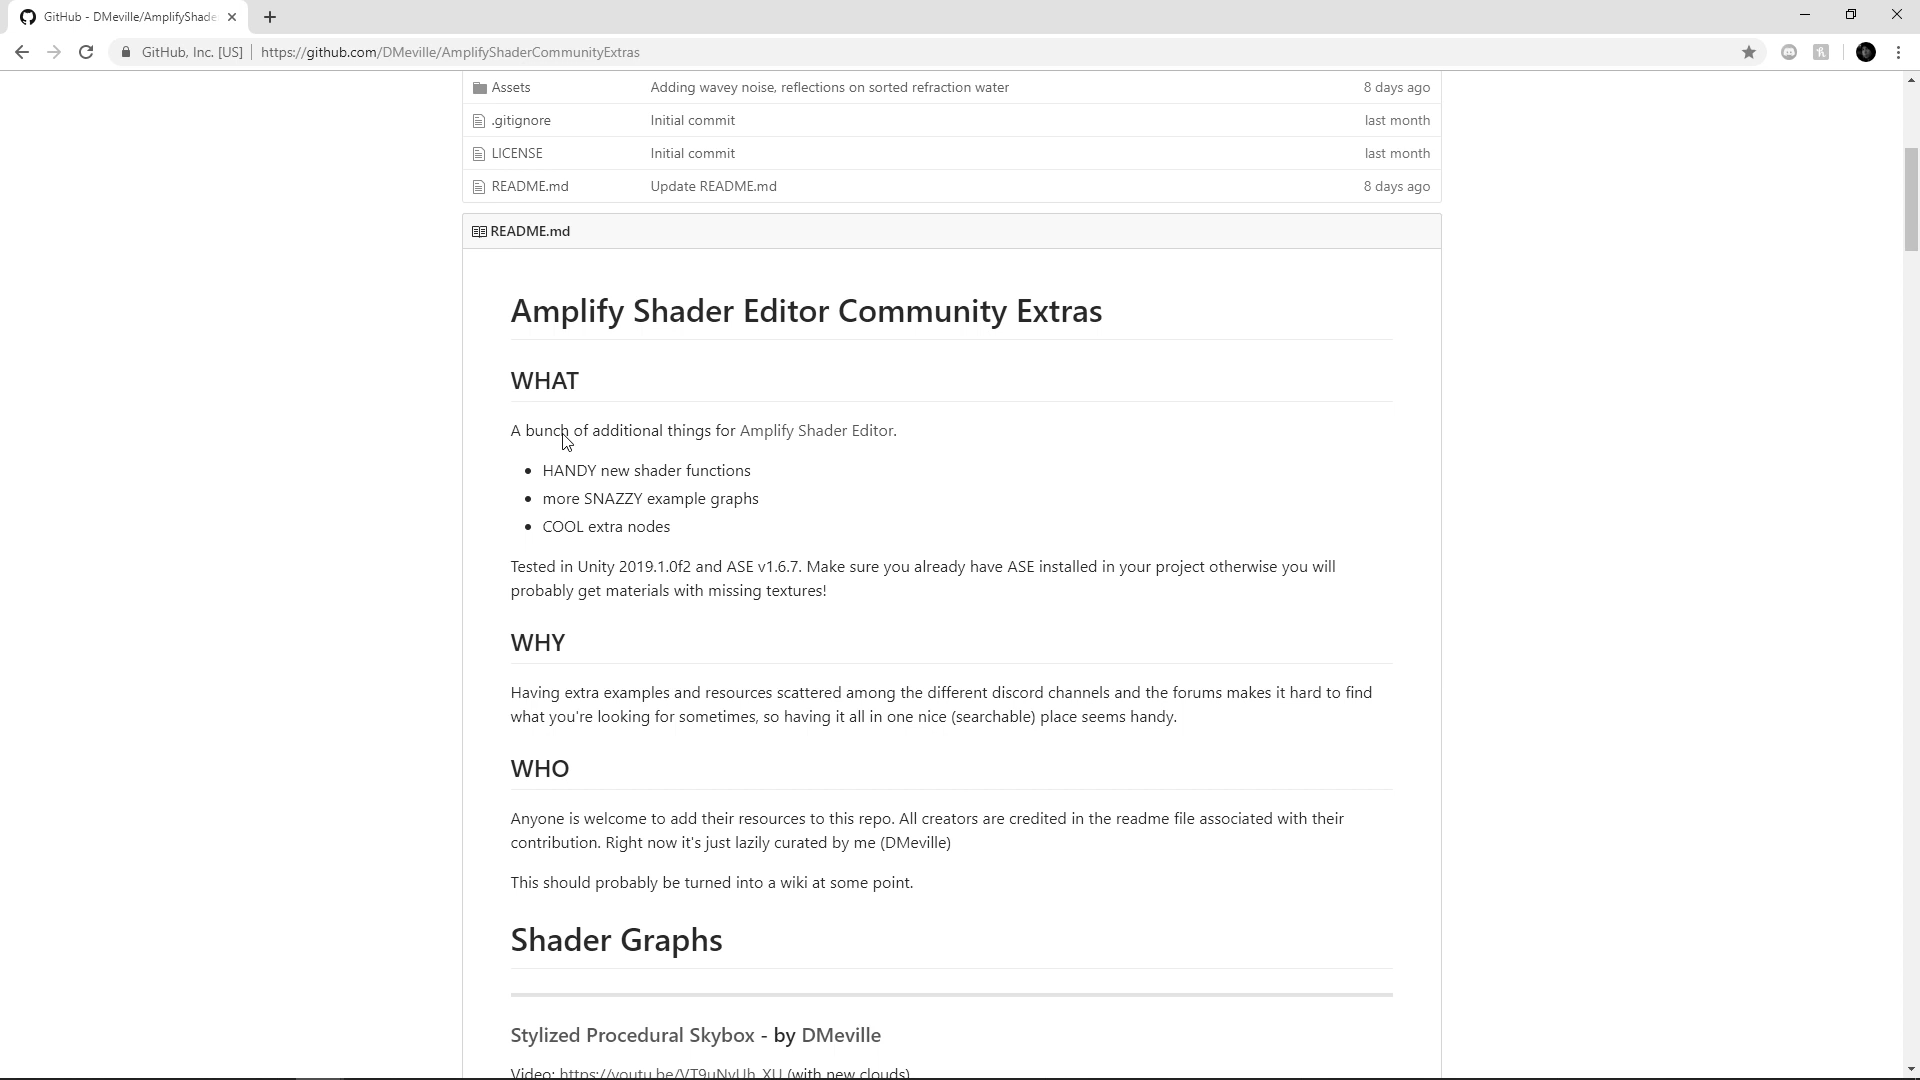 GitHub - DMeville/AmplifyShade
GitHub, Inc. [US] https://github.com/DMeville/AmplifyShaderCommunityExtras
Assets Adding wavey noise, reflections on sorted refraction water 8 days ago
.gitignore Initial commit last month
LICENSE Initial commit last month
README.md Update README.md 8 days ago
README.md
Amplify Shader Editor Community Extras
WHAT
A bunch of additional things for Amplify Shader Editor.
• HANDY new shader functions
• more SNAZZY example graphs
• COOL extra nodes
Tested in Unity 2019.1.0f2 and ASE v1.6.7. Make sure you already have ASE installed in your project otherwise you will
probably get materials with missing textures!
WHY
Having extra examples and resources scattered among the different discord channels and the forums makes it hard to find
what you're looking for sometimes, so having it all in one nice (searchable) place seems handy.
WHO
Anyone is welcome to add their resources to this repo. All creators are credited in the readme file associated with their
contribution. Right now it's just lazily curated by me (DMeville)
This should probably be turned into a wiki at some point.
Shader Graphs
Stylized Procedural Skybox - by DMeville
Video: https://youtu.be/VT9uNvUh_XU (with new clouds)